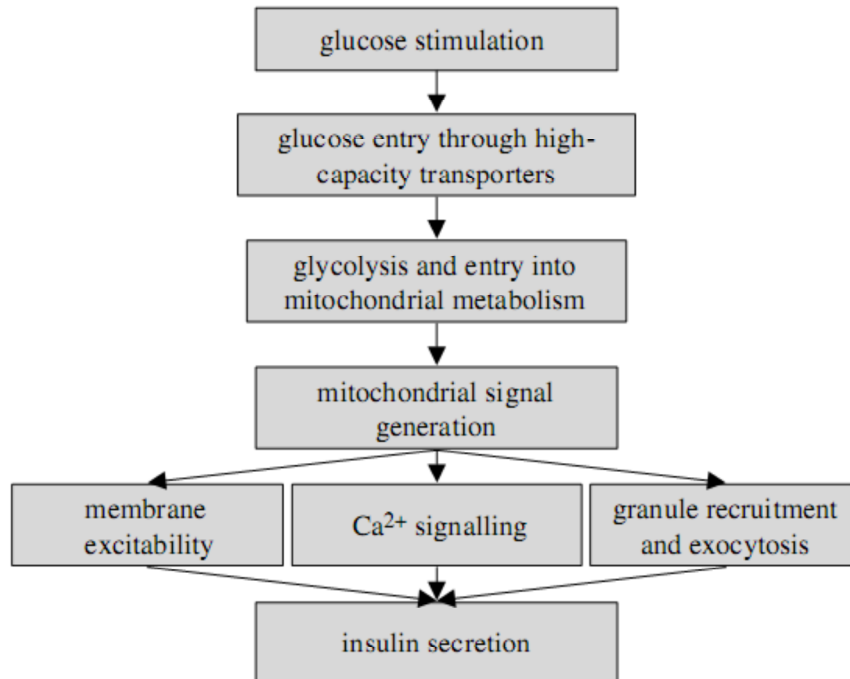 glucose stimulation
glucose entry through high-
capacity transporters
glycolysis and entry into
mitochondrial metabolism
mitochondrial signal
generation
membrane
excitability
Ca²⁺ signalling
granule recruitment
and exocytosis
insulin secretion